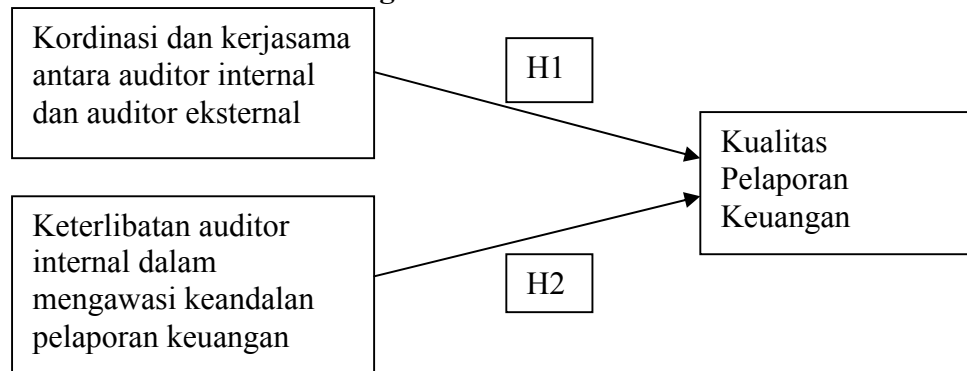 Kordinasi dan kerjasama
antara auditor internal
dan auditor eksternal
H1
Kualitas
Pelaporan
Keuangan
Keterlibatan auditor
internal dalam
mengawasi keandalan
pelaporan keuangan
H2